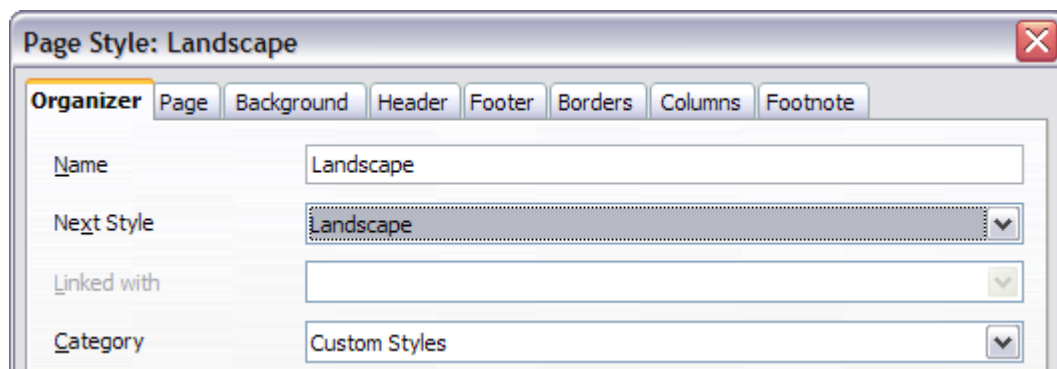 Page Style: Landscape
Organizer Page Background Header Footer Borders Columns Footnote
Name Landscape
Next Style Landscape
Linked with
Category Custom Styles